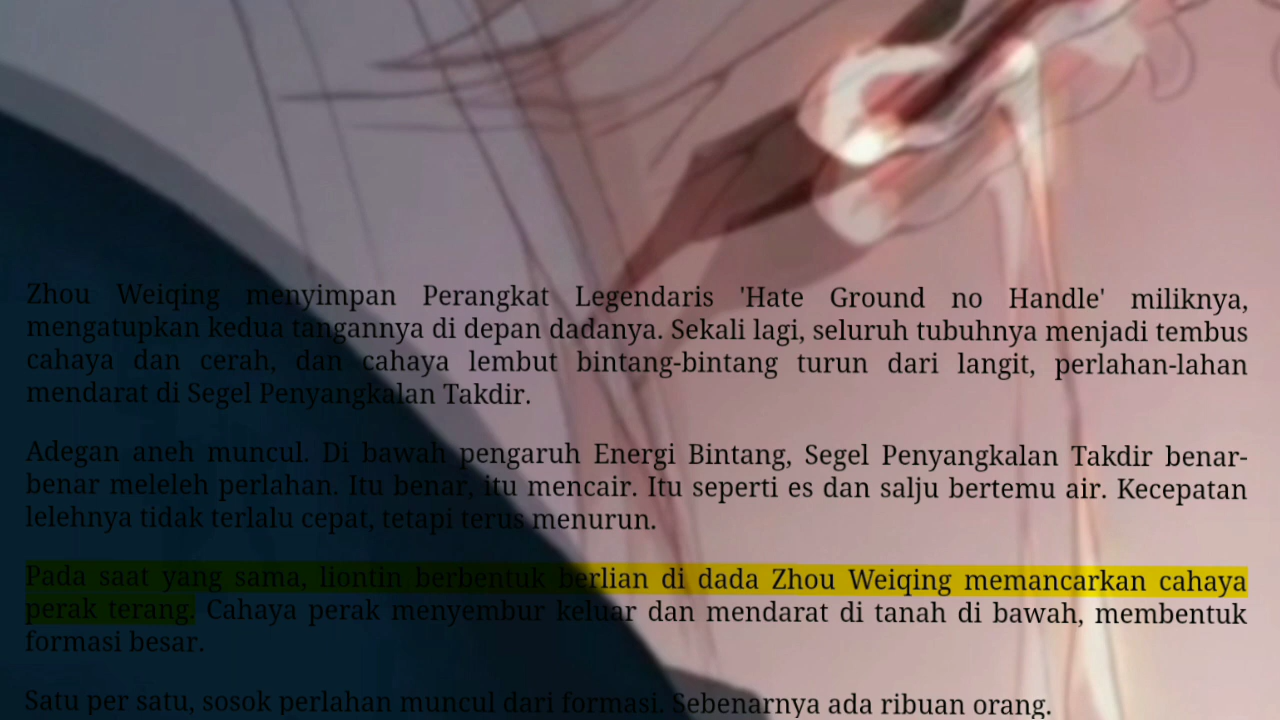 Zhou Weiqing menyimpan Perangkat Legendaris 'Hate Ground no Handle' miliknya,
mengatupkan kedua tangannya di depan dadanya. Sekali lagi, seluruh tubuhnya menjadi tembus
cahaya dan cerah, dan cahaya lembut bintang-bintang turun dari langit, perlahan-lahan
mendarat di Segel Penyangkalan Takdir.
Adegan aneh muncul. Di bawah pengaruh Energi Bintang, Segel Penyangkalan Takdir benar-
benar meleleh perlahan. Itu benar, itu mencair. Itu seperti es dan salju bertemu air. Kecepatan
lelehnya tidak terlalu cepat, tetapi terus menurun.
Pada saat yang sama, liontin berbentuk berlian di dada Zhou Weiqing memancarkan cahaya
perak terang. Cahaya perak menyembur keluar dan mendarat di tanah di bawah, membentuk
formasi besar.
Satu per satu, sosok perlahan muncul dari formasi. Sebenarnya ada ribuan orang.